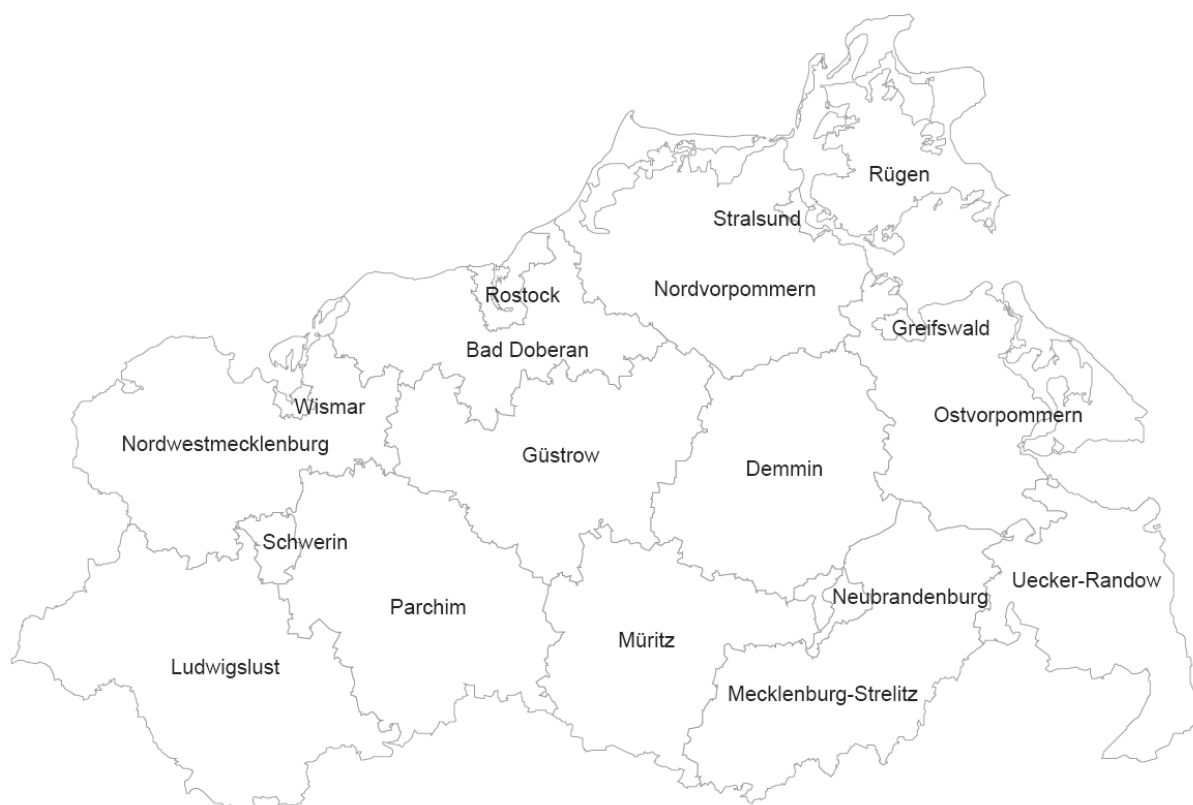 Rügen
Stralsund
Nordvorpommern
Rostock
Greifswald
Bad Doberan
Wismar
Ostvorpommern
Nordwestmecklenburg
Güstrow
Demmin
Schwerin
Uecker-Randow
Neubrandenburg
Parchim
Müritz
Ludwigslust
Mecklenburg-Strelitz